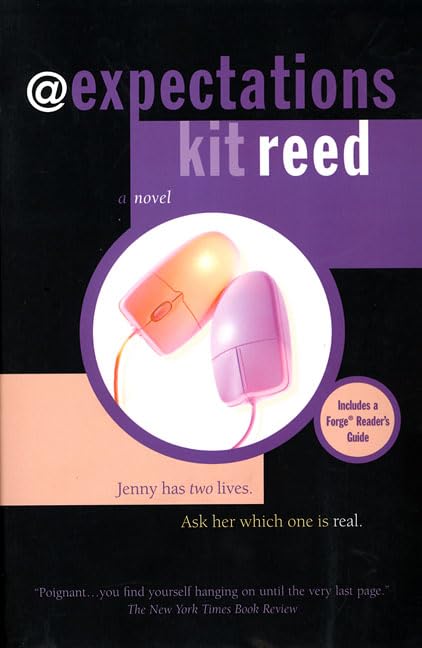 @expectations
kit reed
a novel
Includes a
Forge® Reader's
Guide
Jenny has two lives.
Ask her which one is real.
"Poignant...you find yourself hanging on until the very last page."
The New York Times Book Review